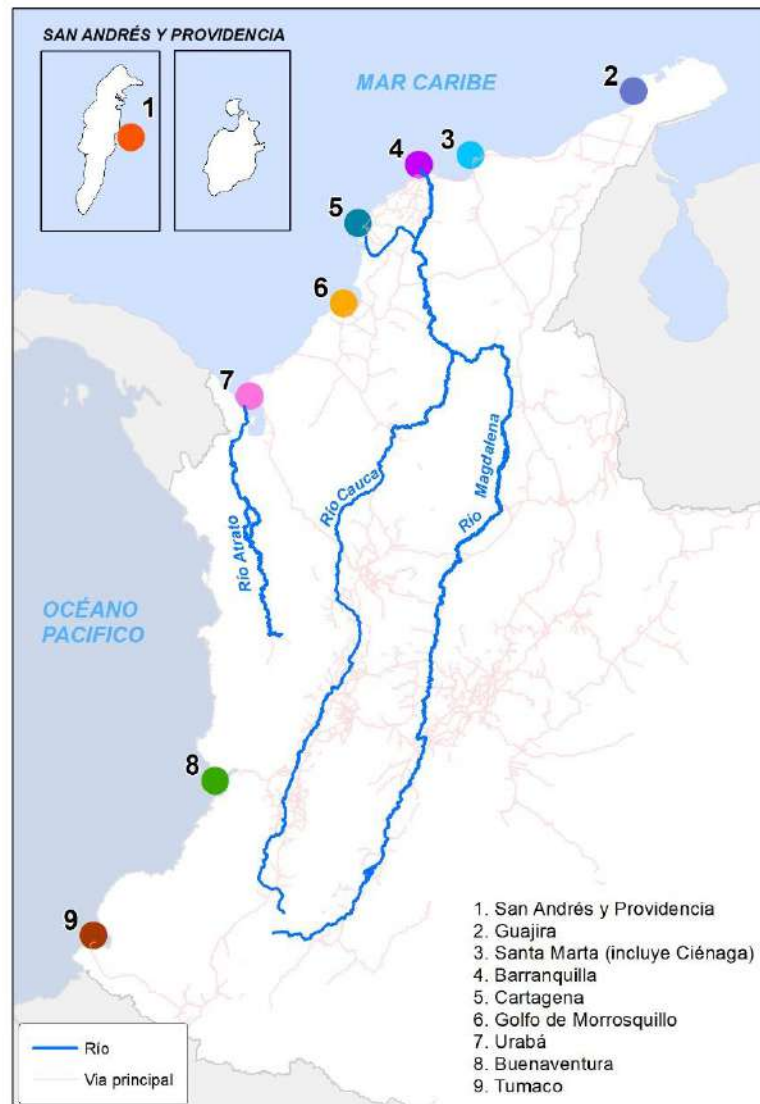 SAN ANDRÉS Y PROVIDENCIA
1
MAR CARIBE
2
3
4
5
6
7
Río Cauca
Río Magdalena
Río Atrato
OCÉANO
PACIFICO
8
9
1. San Andrés y Providencia
2. Guajira
3. Santa Marta (incluye Ciénaga)
4. Barranquilla
5. Cartagena
6. Golfo de Morrosquillo
7. Urabá
8. Buenaventura
9. Tumaco
Río
Via principal